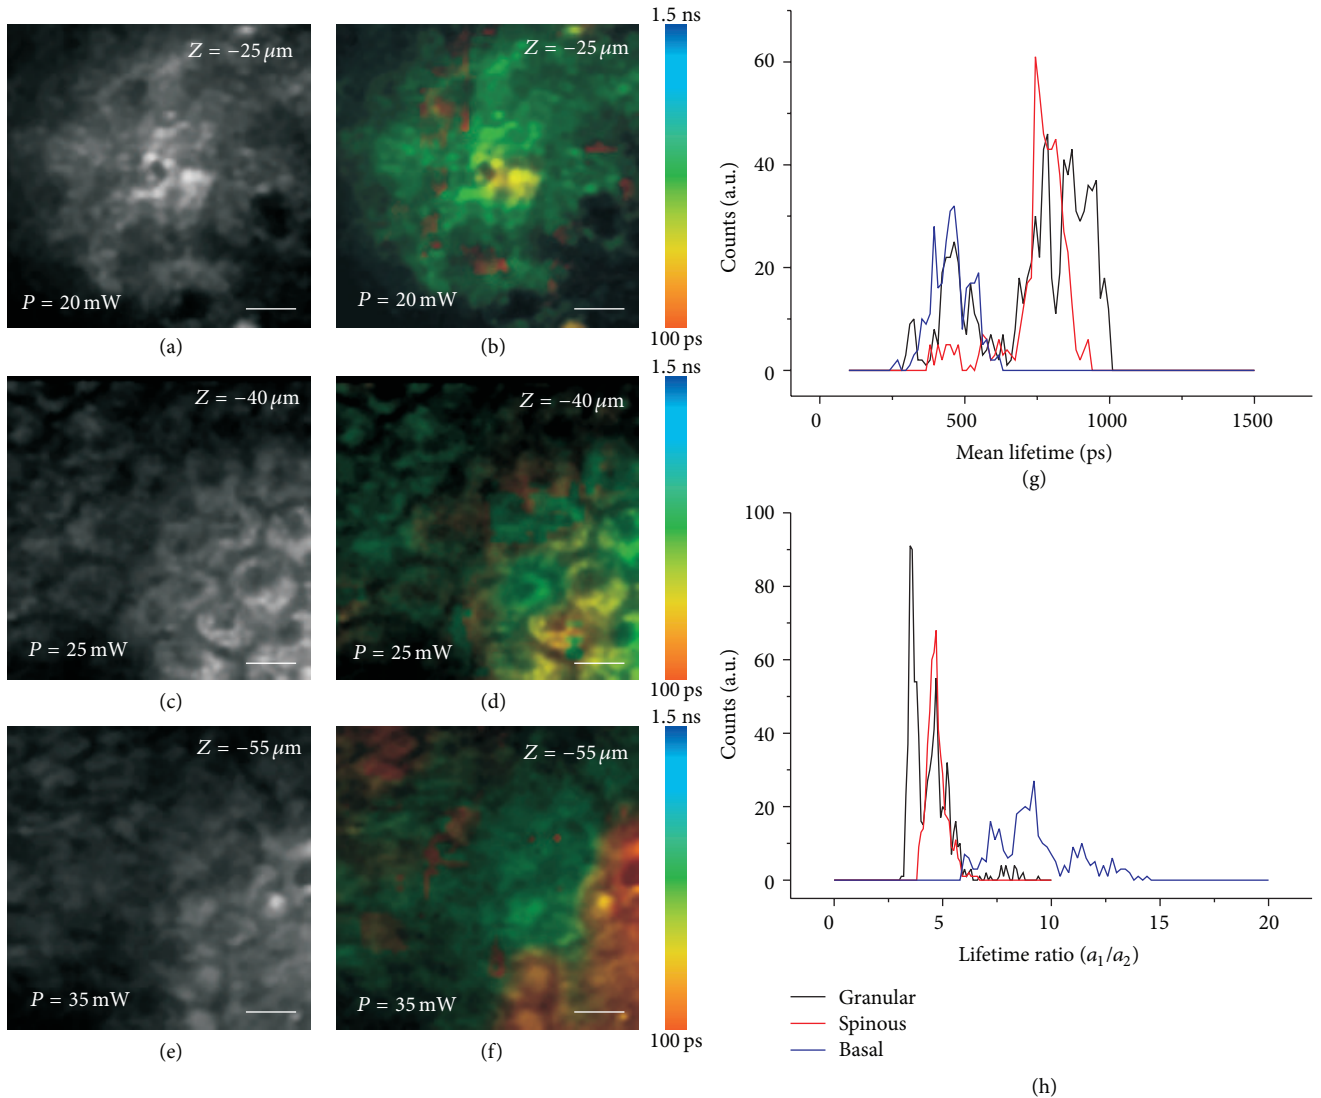 Z = −25 μm
P = 20 mW
(a)
Z = −25 μm
P = 20 mW
(b)
1.5 ns
100 ps
Z = −40 μm
P = 25 mW
(c)
Z = −40 μm
P = 25 mW
(d)
1.5 ns
100 ps
Z = −55 μm
P = 35 mW
(e)
Z = −55 μm
P = 35 mW
(f)
1.5 ns
100 ps
60
40
20
0
Counts (a.u.)
0 500 1000 1500
Mean lifetime (ps)
(g)
100
80
60
40
20
0
Counts (a.u.)
0 5 10 15 20
Lifetime ratio (a1/a2)
Granular
Spinous
Basal
(h)